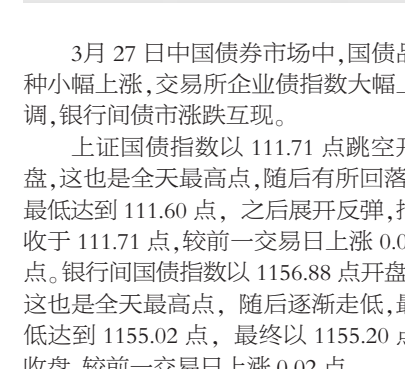 3月 27 日中国债券市场中,国债品
种小幅上涨,交易所企业债指数大幅上
调,银行间债市涨跌互现。
上证国债指数以 111.71 点跳空开
盘,这也是全天最高点,随后有所回落,
最低达到 111.60 点, 之后展开反弹,报
收于 111.71 点,较前一交易日上涨 0.0
点。银行间国债指数以 1156.88 点开盘,
这也是全天最高点, 随后逐渐走低,最
低达到 1155.02 点, 最终以 1155.20 点
收盘,较前一交易日上涨 0.02 点